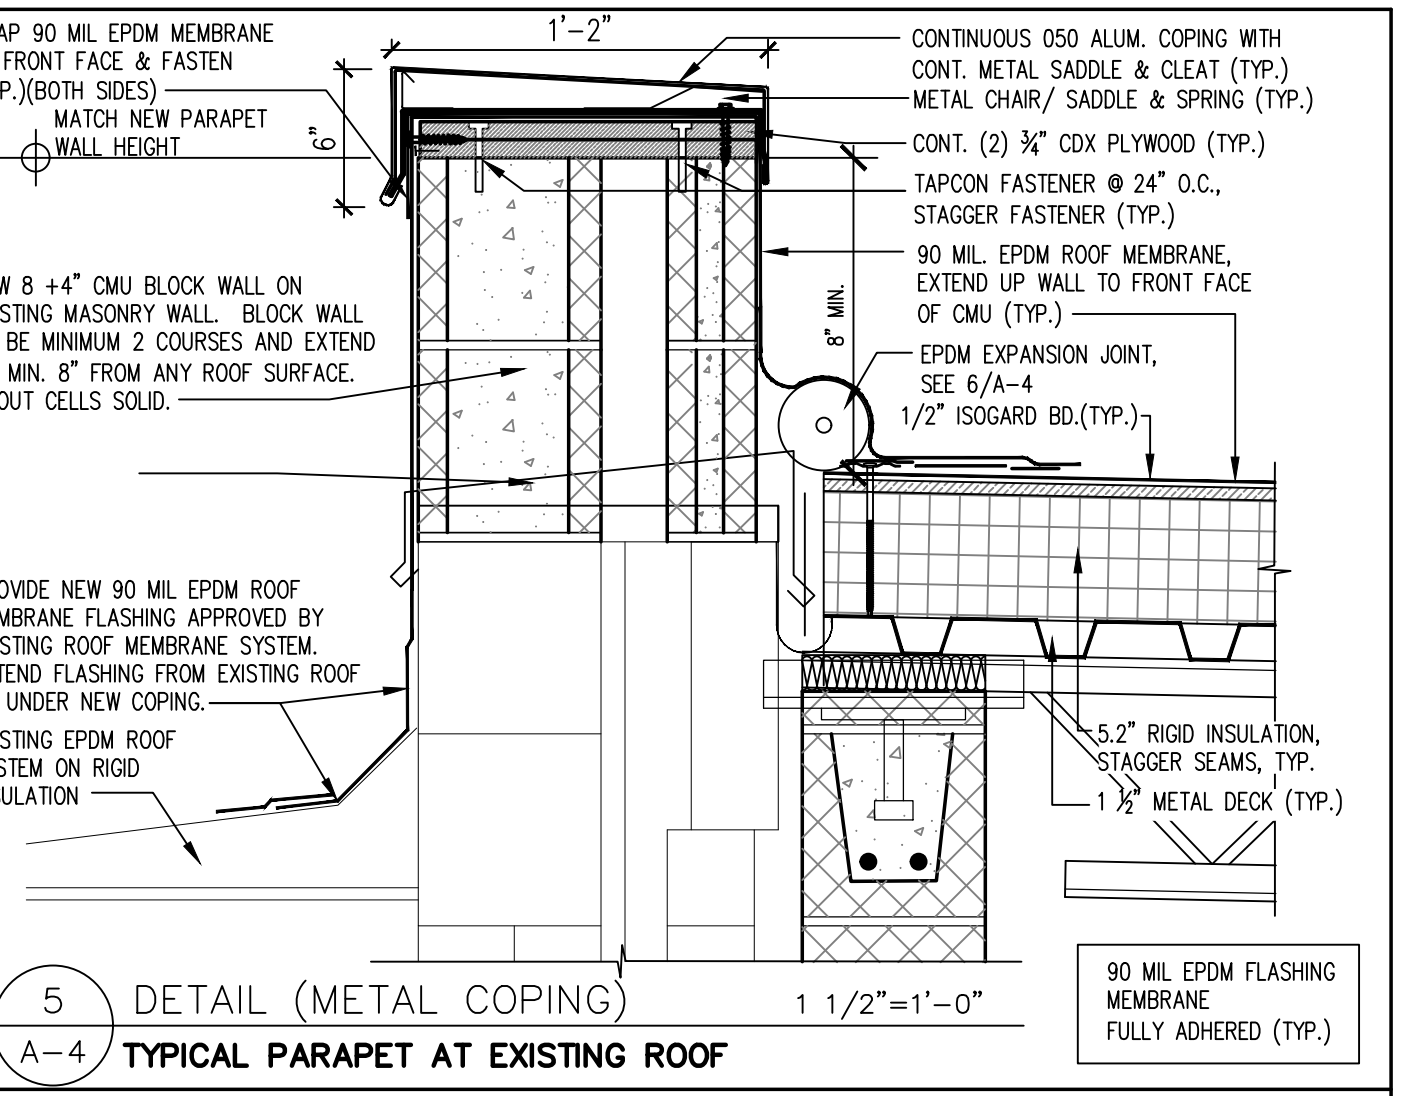 AP 90 MIL EPDM MEMBRANE
FRONT FACE & FASTEN
P.)(BOTH SIDES)
MATCH NEW PARAPET
WALL HEIGHT
6"
1'-2"
CONTINUOUS 050 ALUM. COPING WITH
CONT. METAL SADDLE & CLEAT (TYP.)
METAL CHAIR/ SADDLE & SPRING (TYP.)
CONT. (2) ¾" CDX PLYWOOD (TYP.)
TAPCON FASTENER @ 24" O.C.,
STAGGER FASTENER (TYP.)
90 MIL. EPDM ROOF MEMBRANE,
EXTEND UP WALL TO FRONT FACE
OF CMU (TYP.)
8" MIN.
EPDM EXPANSION JOINT,
SEE 6/A-4
1/2" ISOGARD BD.(TYP.)
W 8 +4" CMU BLOCK WALL ON
STING MASONRY WALL. BLOCK WALL
BE MINIMUM 2 COURSES AND EXTEND
MIN. 8" FROM ANY ROOF SURFACE.
OUT CELLS SOLID.
OVIDE NEW 90 MIL EPDM ROOF
MBRANE FLASHING APPROVED BY
STING ROOF MEMBRANE SYSTEM.
TEND FLASHING FROM EXISTING ROOF
UNDER NEW COPING.
STING EPDM ROOF
STEM ON RIGID
SULATION
5.2" RIGID INSULATION,
STAGGER SEAMS, TYP.
1 ½" METAL DECK (TYP.)
90 MIL EPDM FLASHING
MEMBRANE
FULLY ADHERED (TYP.)
5
A-4
DETAIL (METAL COPING)
1 1/2"=1'-0"
TYPICAL PARAPET AT EXISTING ROOF